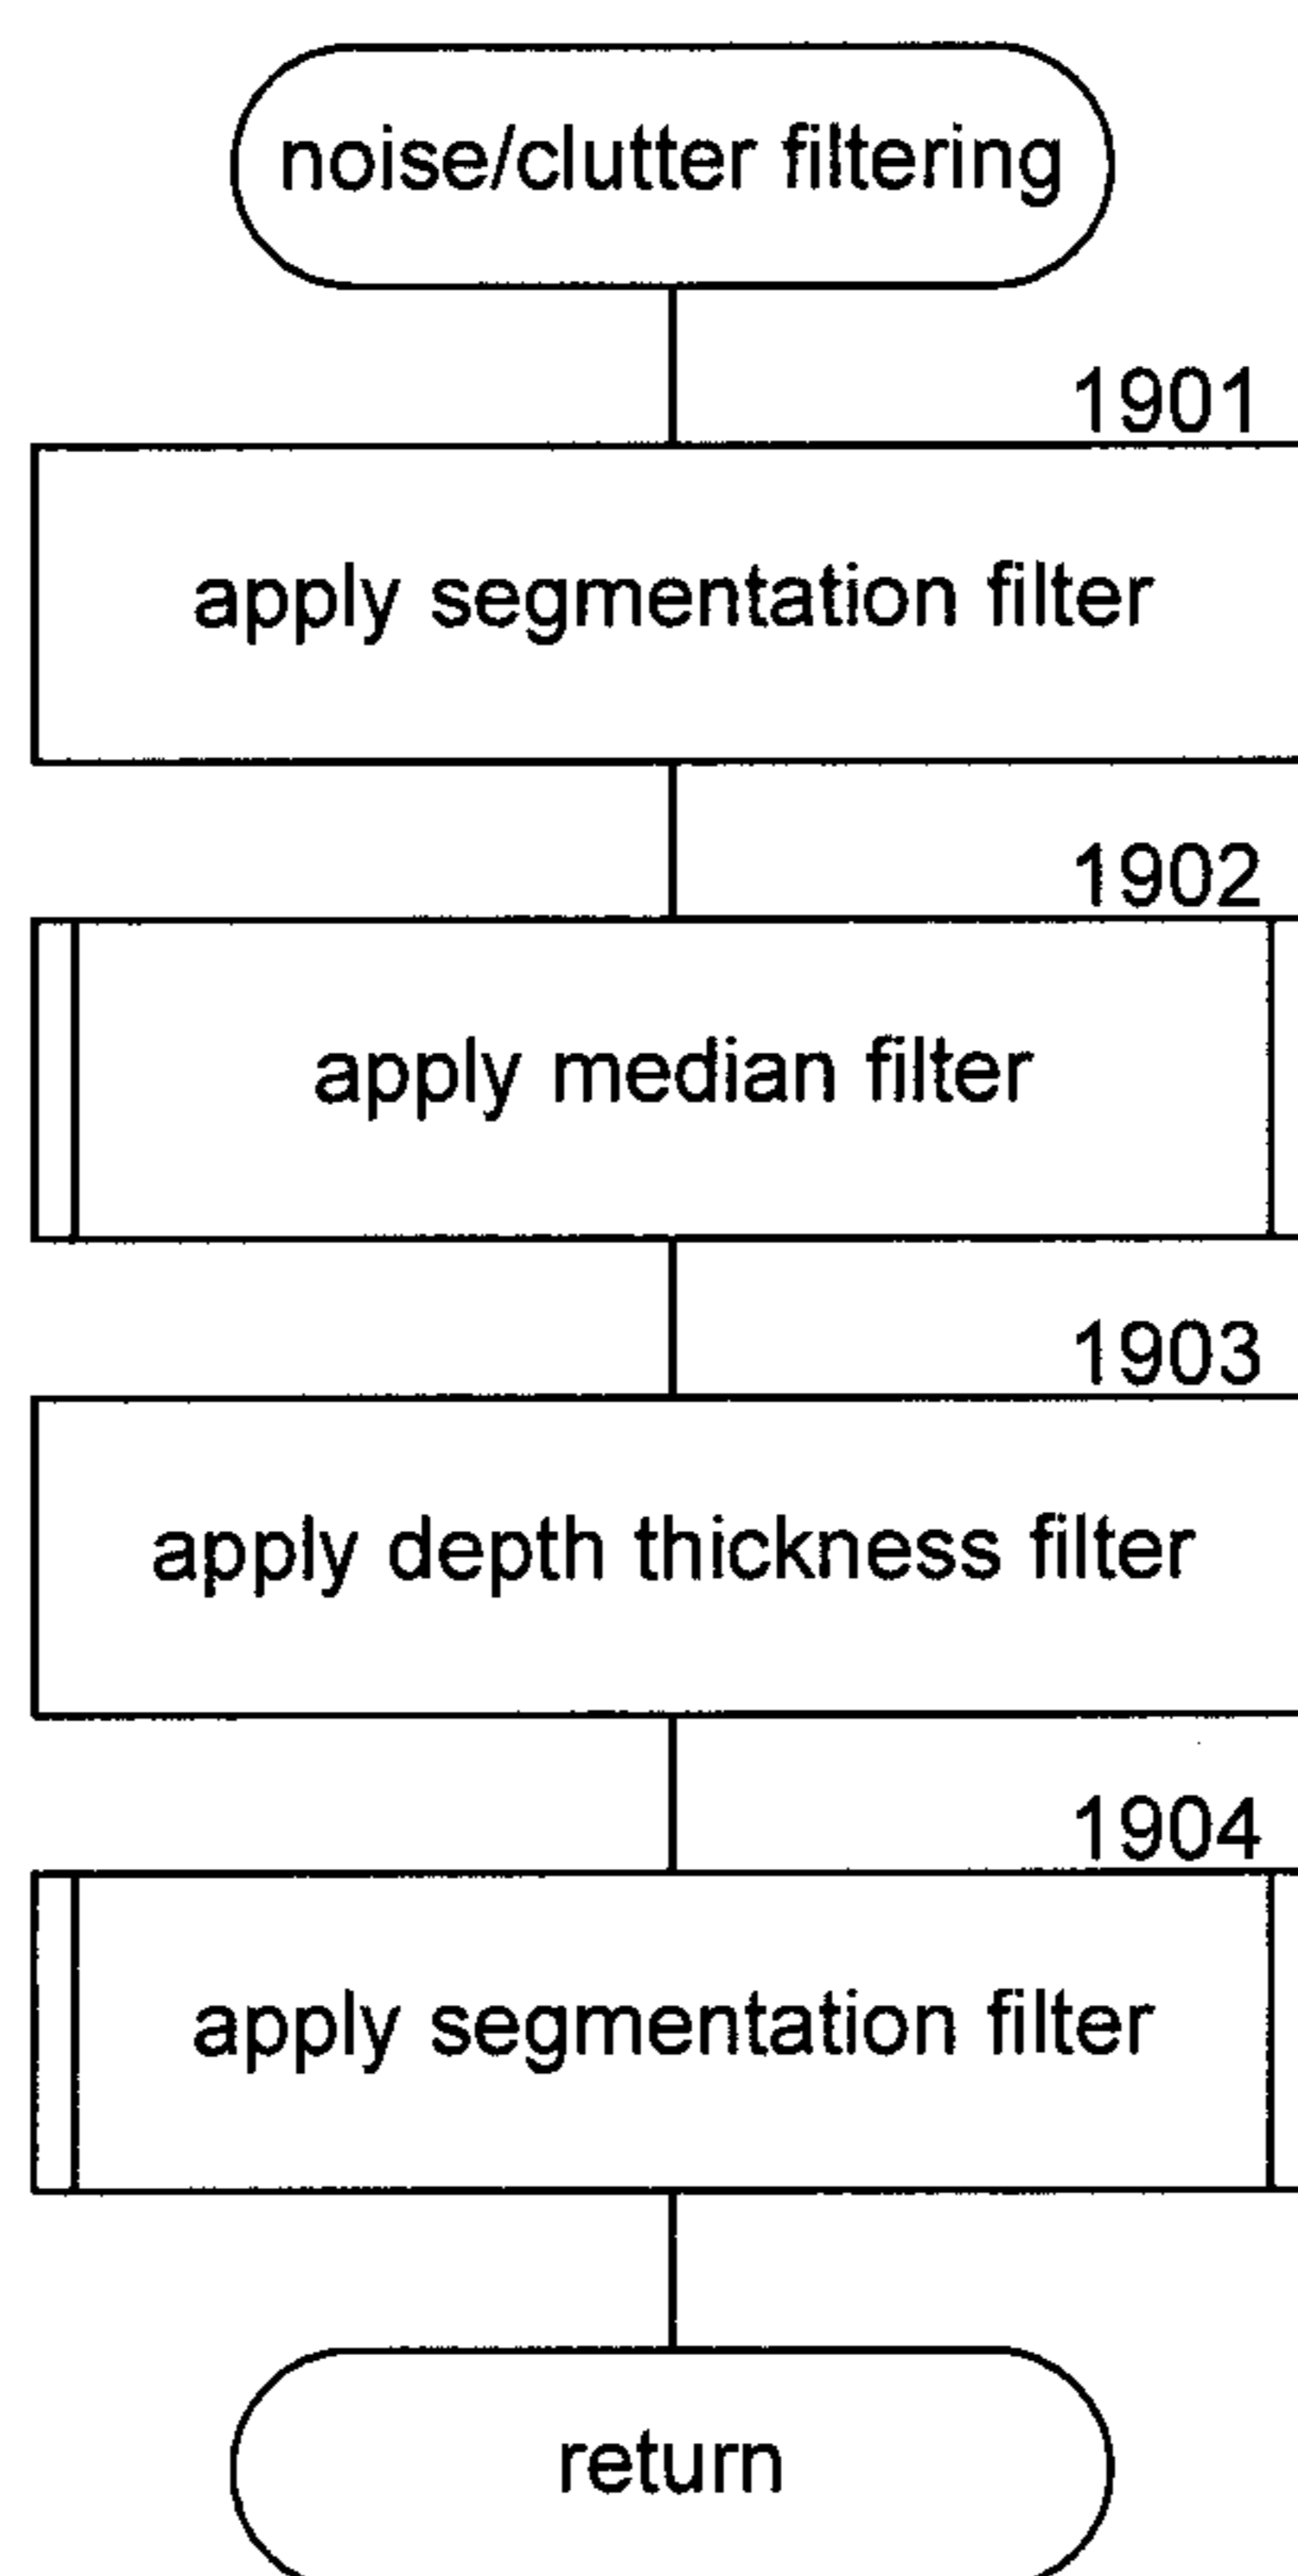 noise/clutter filtering
1901
apply segmentation filter
1902
apply median filter
1903
apply depth thickness filter
1904
apply segmentation filter
return